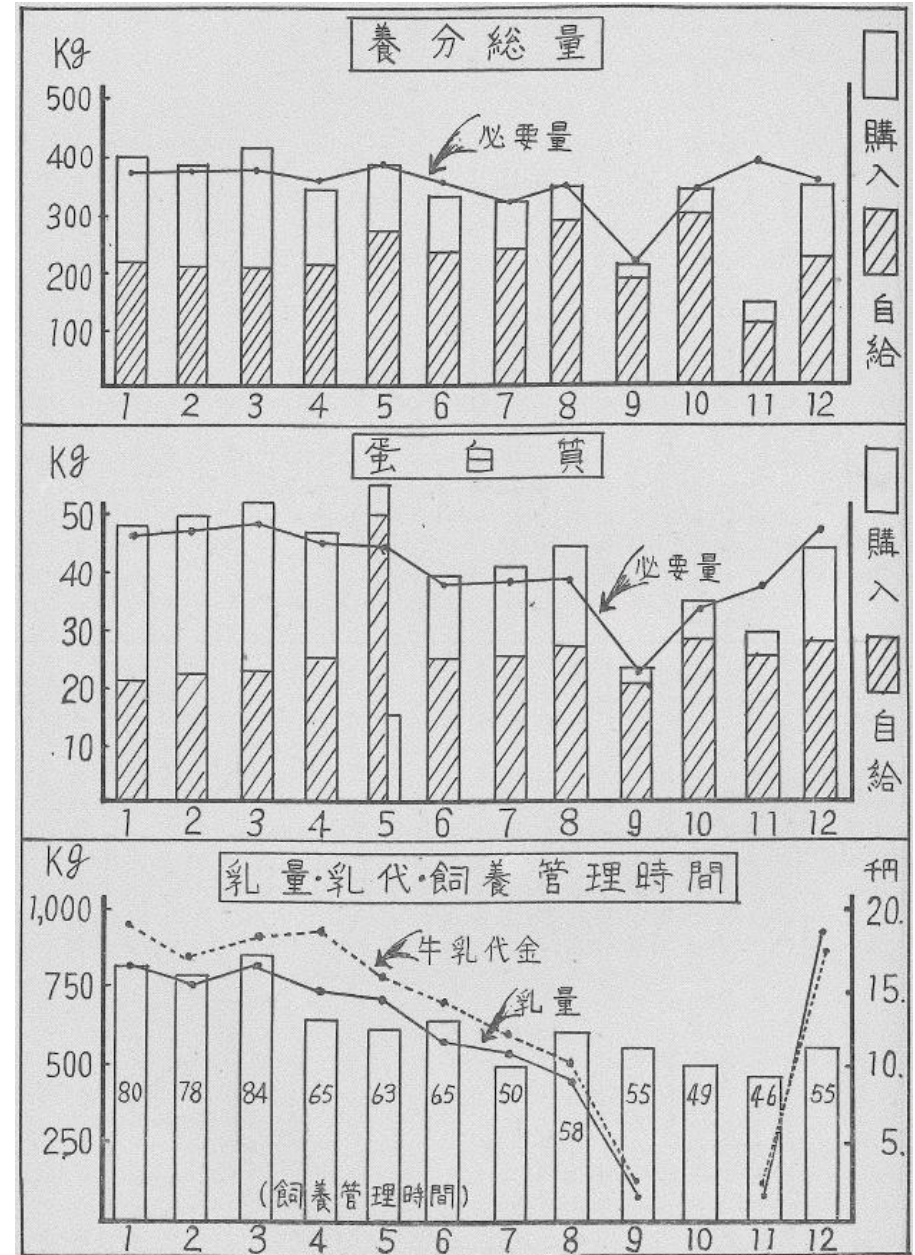 養分総量
Kg
500
400
300
200
100
必要量
購入
自給
1 2 3 4 5 6 7 8 9 10 11 12
蛋白質
Kg
50
40
30
20
10
必要量
購入
自給
1 2 3 4 5 6 7 8 9 10 11 12
乳量・乳代・飼養管理時間
Kg
千円
1,000
750
500
250
20.
15.
10.
5.
牛乳代金
乳量
80 78 84 65 63 65 50 58 55 49 46 55
(飼養管理時間)
1 2 3 4 5 6 7 8 9 10 11 12